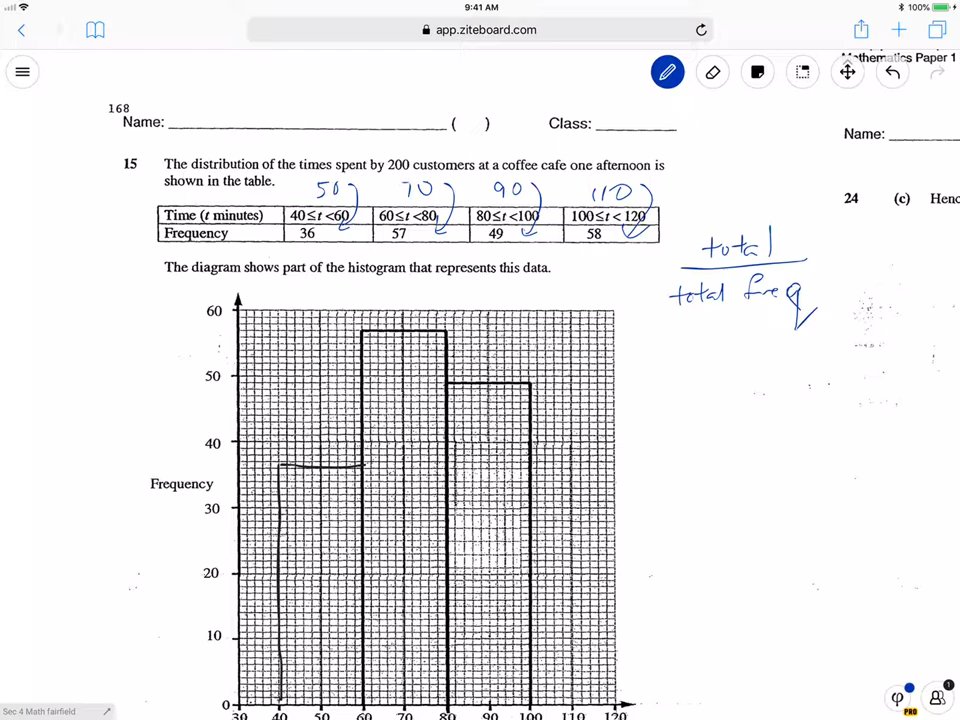 9:41 AM
100%
app.ziteboard.com
Mathematics Paper 1
168
Name: ( ) Class:
Name:
15 The distribution of the times spent by 200 customers at a coffee cafe one afternoon is
shown in the table.
24 (c) Henc
50 70 90 110
Time (t minutes) 40 ≤ t < 60 60 ≤ t < 80 80 ≤ t < 100 100 ≤ t < 120
Frequency 36 57 49 58
total
total freq
The diagram shows part of the histogram that represents this data.
60
50
40
Frequency
30
20
10
0
30 40 50 60 70 80 90 100 110 120
Sec 4 Math fairfield
φ PRO
1